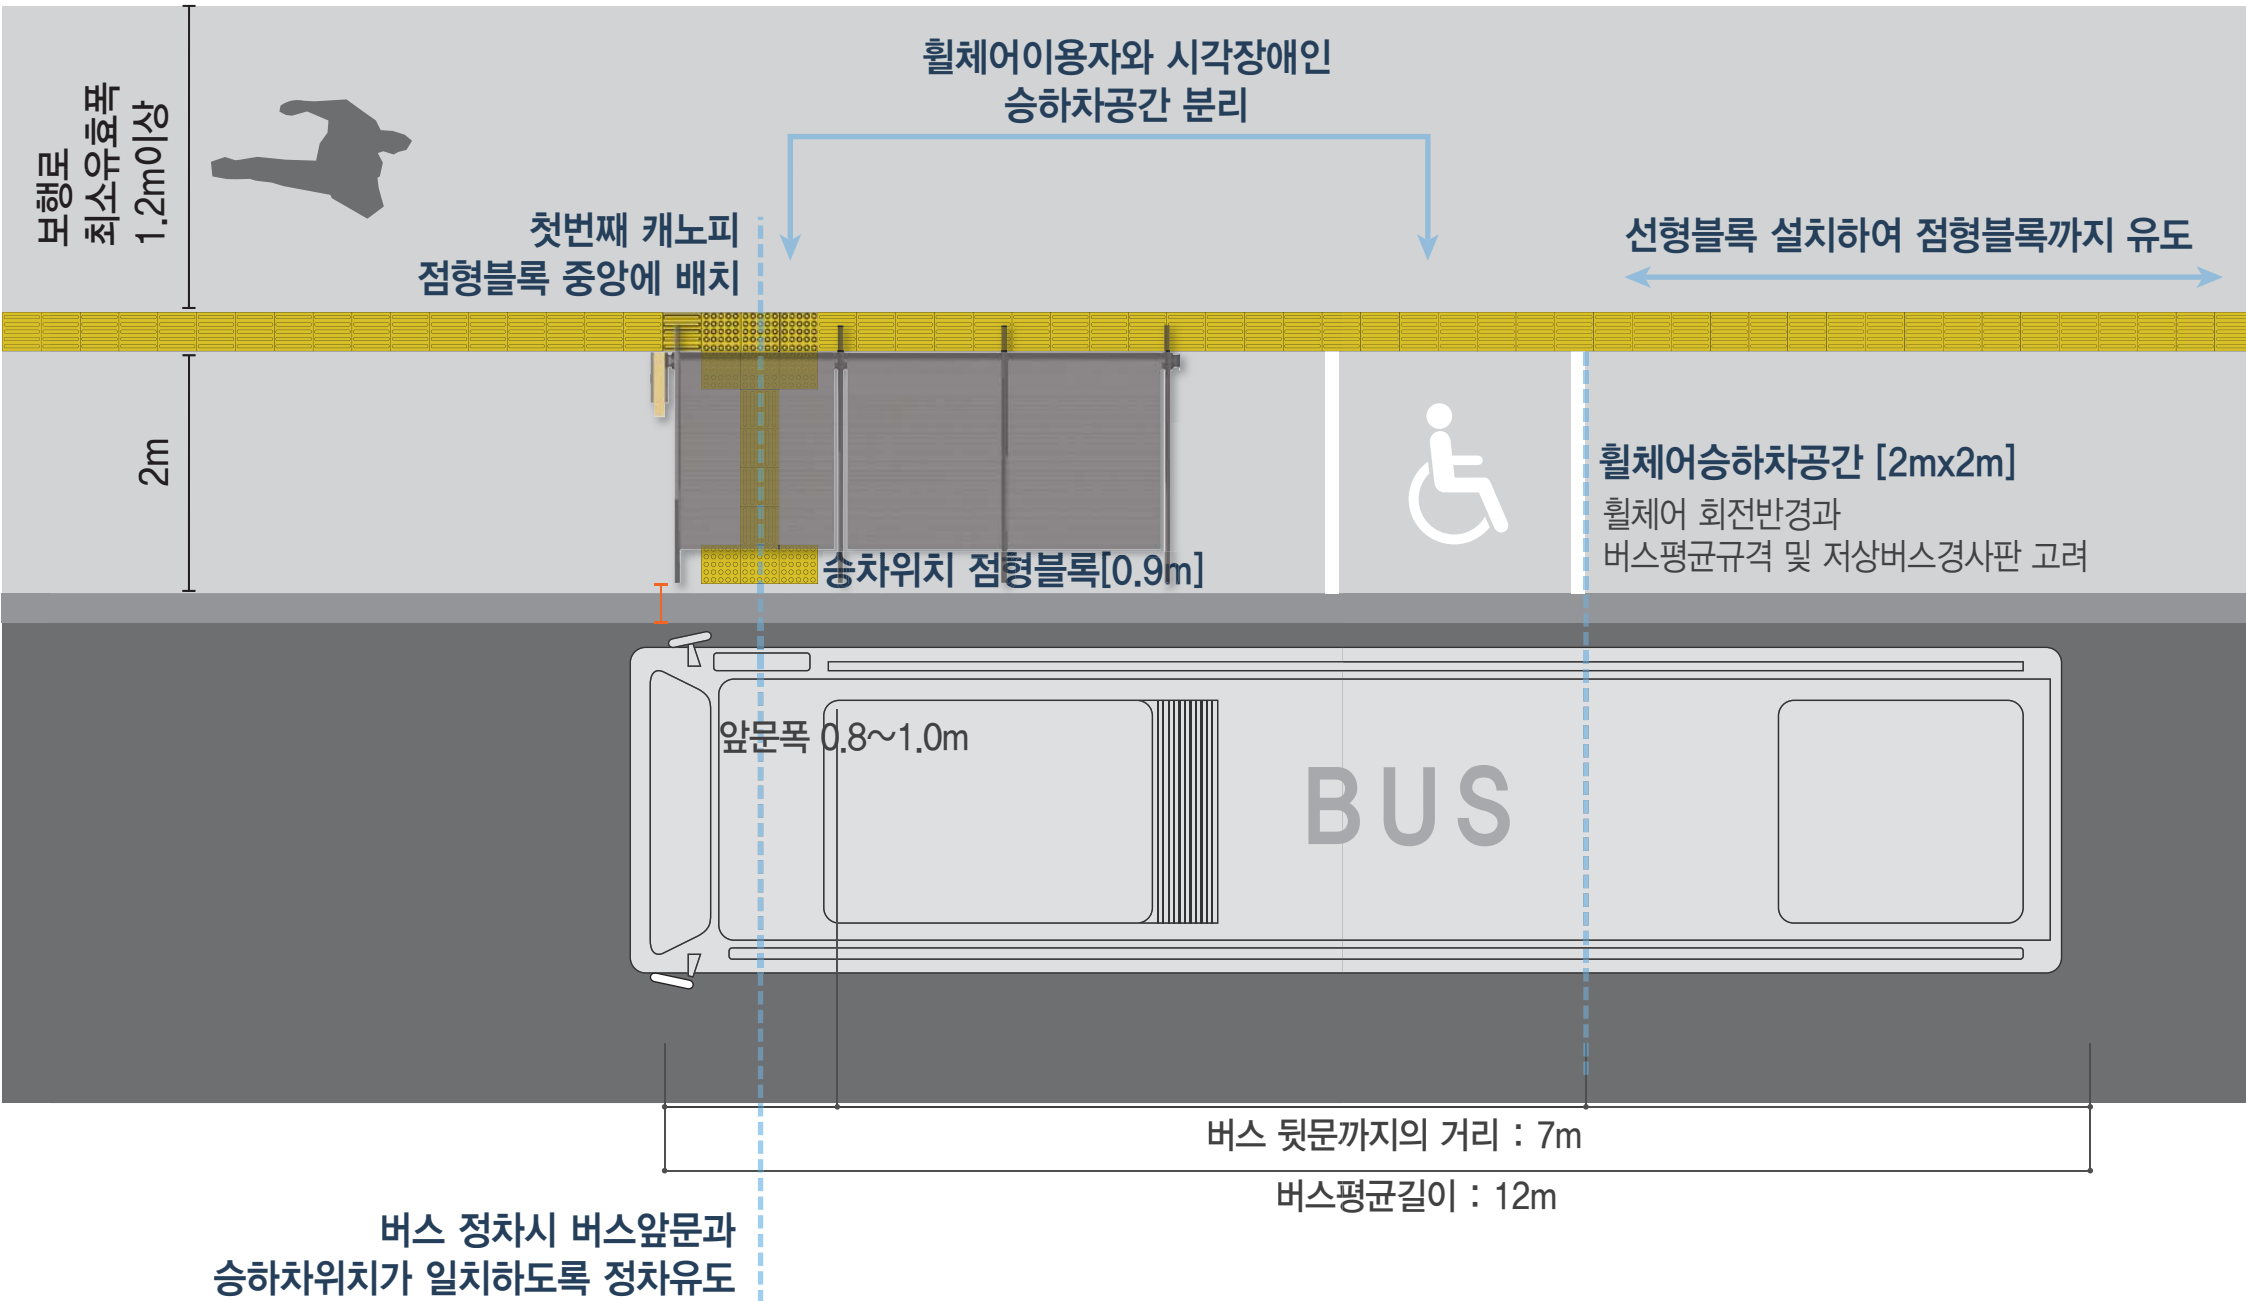 휠체어이용자와 시각장애인
승하차공간 분리
보행로
최소유효폭
1.2m이상
첫번째 캐노피
점형블록 중앙에 배치
선형블록 설치하여 점형블록까지 유도
2m
휠체어승하차공간 [2mx2m]
휠체어 회전반경과
버스평균규격 및 저상버스경사판 고려
승차위치 점형블록[0.9m]
앞문폭 0.8~1.0m
BUS
버스 뒷문까지의 거리 : 7m
버스평균길이 : 12m
버스 정차시 버스앞문과
승하차위치가 일치하도록 정차유도